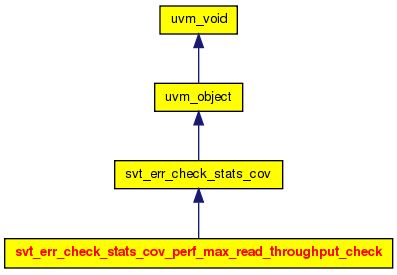 uvm_void
uvm_object
svt_err_check_stats_cov
svt_err_check_stats_cov_perf_max_read_throughput_check